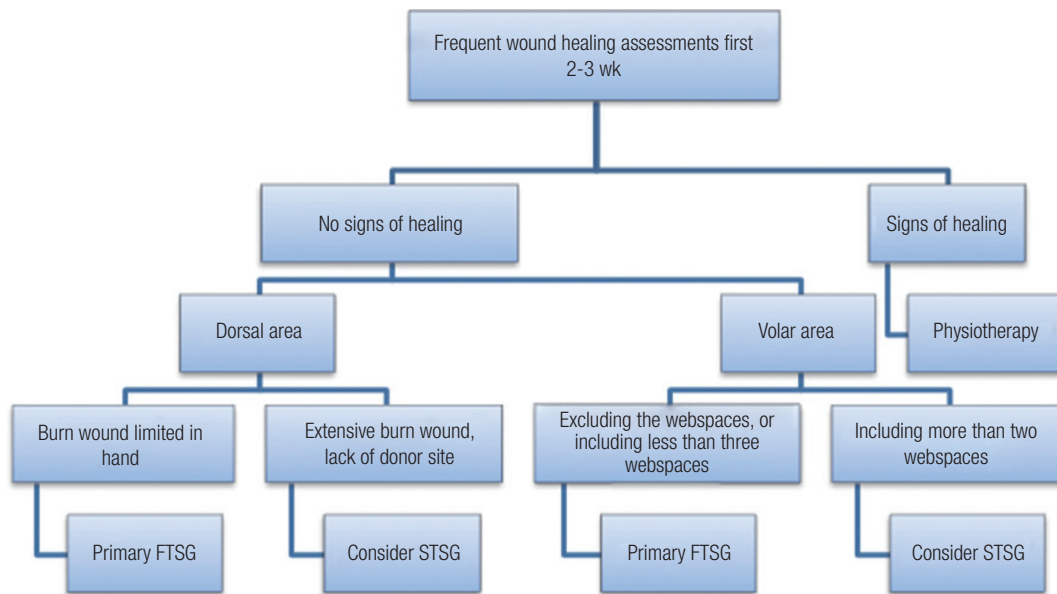 Frequent wound healing assessments first
2-3 wk
No signs of healing
Signs of healing
Dorsal area
Volar area
Physiotherapy
Burn wound limited in
hand
Extensive burn wound,
lack of donor site
Excluding the webspaces, or
including less than three
webspaces
Including more than two
webspaces
Primary FTSG
Consider STSG
Primary FTSG
Consider STSG